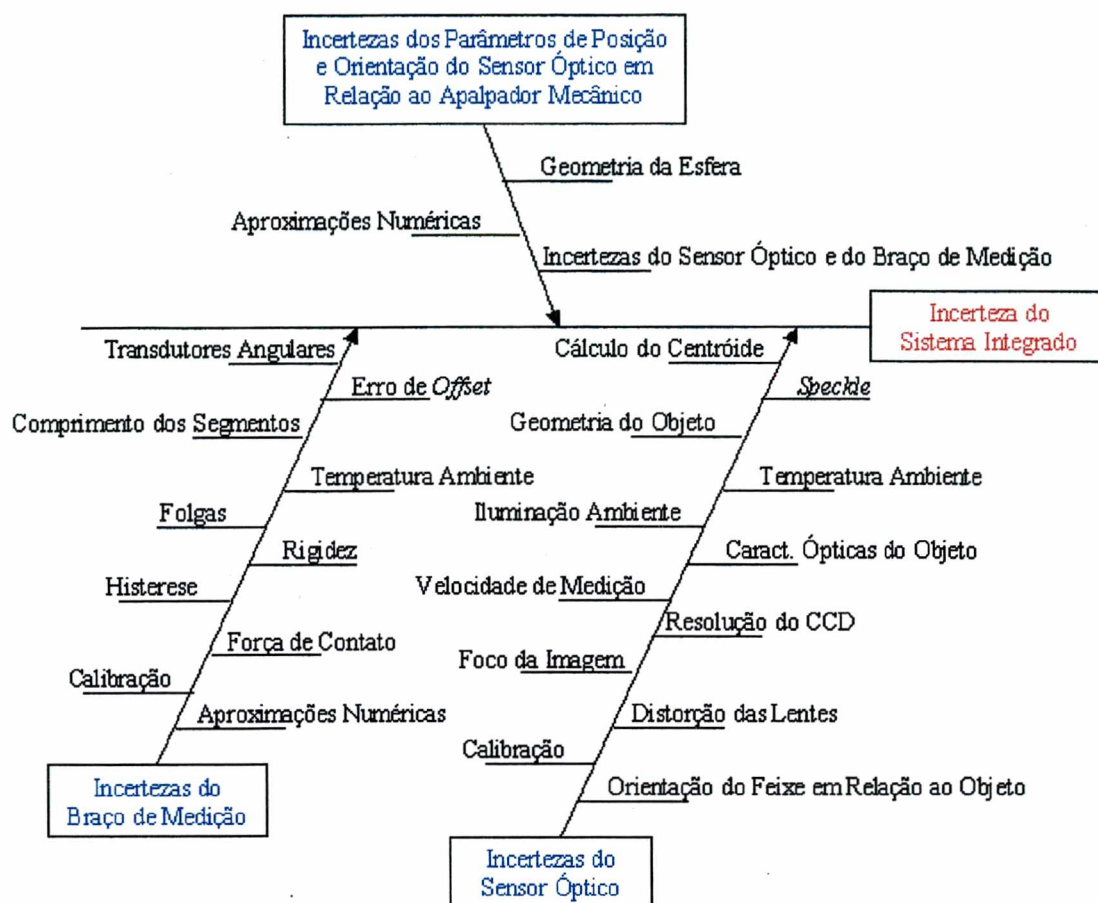 Incertezas dos Parâmetros de Posição
e Orientação do Sensor Óptico em
Relação ao Apalpador Mecânico
Geometria da Esfera
Aproximações Numéricas
Incertezas do Sensor Óptico e do Braço de Medição
Incerteza do
Sistema Integrado
Transdutores Angulares
Erro de Offset
Comprimento dos Segmentos
Temperatura Ambiente
Folgas
Rigidez
Histerese
Força de Contato
Calibração
Aproximações Numéricas
Incertezas do
Braço de Medição
Cálculo do Centróide
Speckle
Geometria do Objeto
Temperatura Ambiente
Iluminação Ambiente
Caract. Ópticas do Objeto
Velocidade de Medição
Resolução do CCD
Foco da Imagem
Distorção das Lentes
Calibração
Orientação do Feixe em Relação ao Objeto
Incertezas do
Sensor Óptico